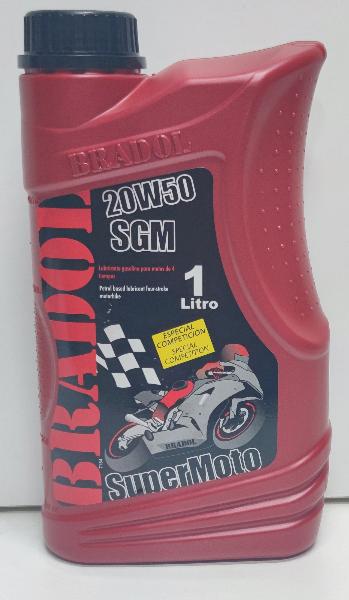 BRADOL
BRADOL
20W50
SGM
Lubricante gasolina para motos de 4
tiempos
Petrol based lubricant four-stroke
motorbike
1
Litro
ESPECIAL
COMPETICIÓN
SPECIAL
COMPETITION
BRADOL
SuperMoto